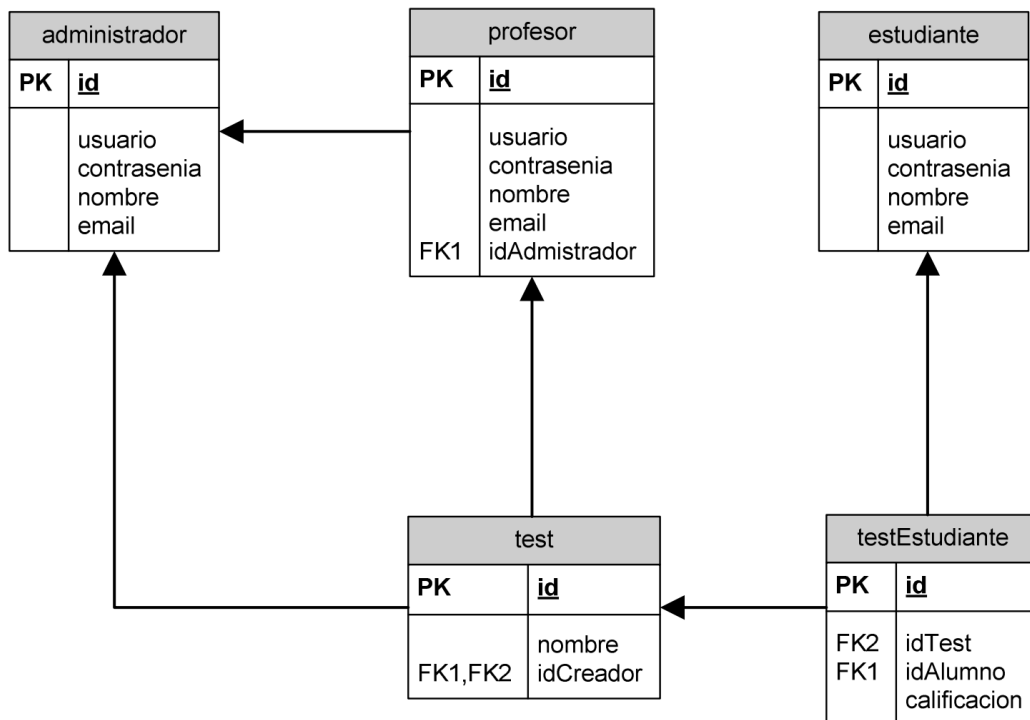 administrador
PK id
usuario
contrasenia
nombre
email
profesor
PK id
usuario
contrasenia
nombre
email
FK1 idAdmistrador
estudiante
PK id
usuario
contrasenia
nombre
email
test
PK id
nombre
FK1,FK2 idCreador
testEstudiante
PK id
FK2 idTest
FK1 idAlumno
calificacion